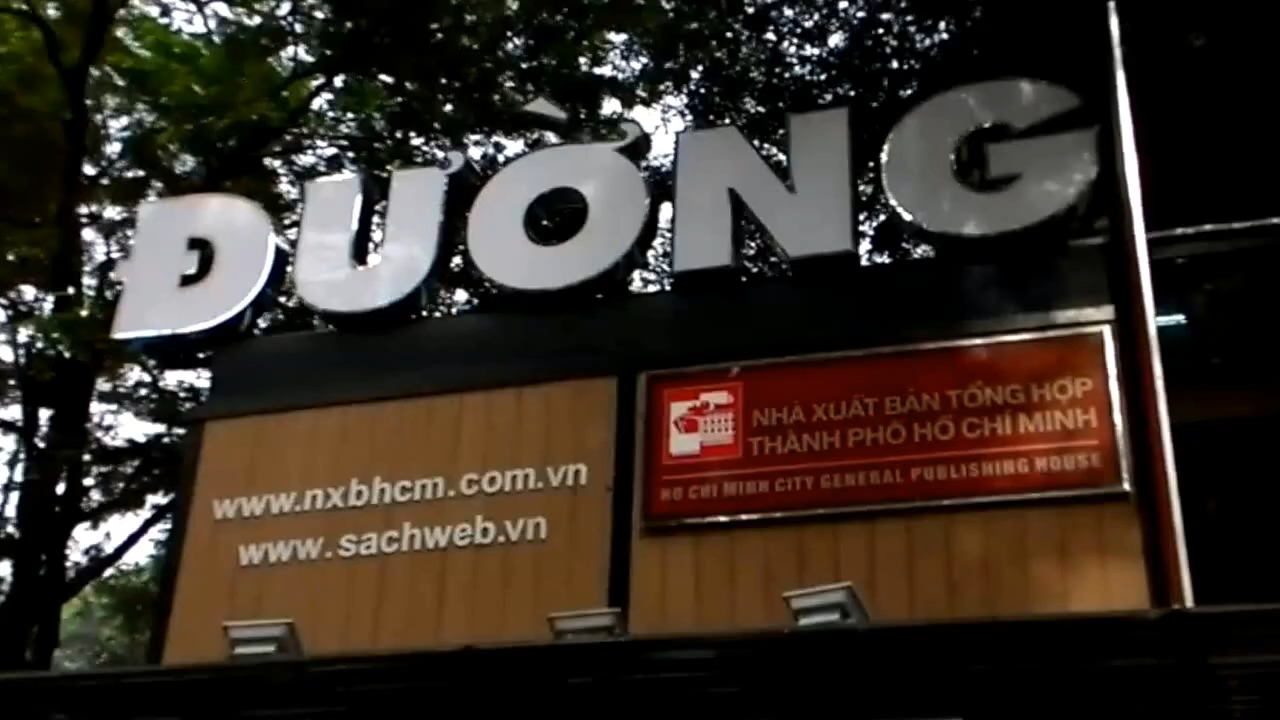 ĐƯỜNG
www.nxbhcm.com.vn
www.sachweb.vn
NHÀ XUẤT BẢN TỔNG HỢP
THÀNH PHỐ HỒ CHÍ MINH
HO CHI MINH CITY GENERAL PUBLISHING HOUSE